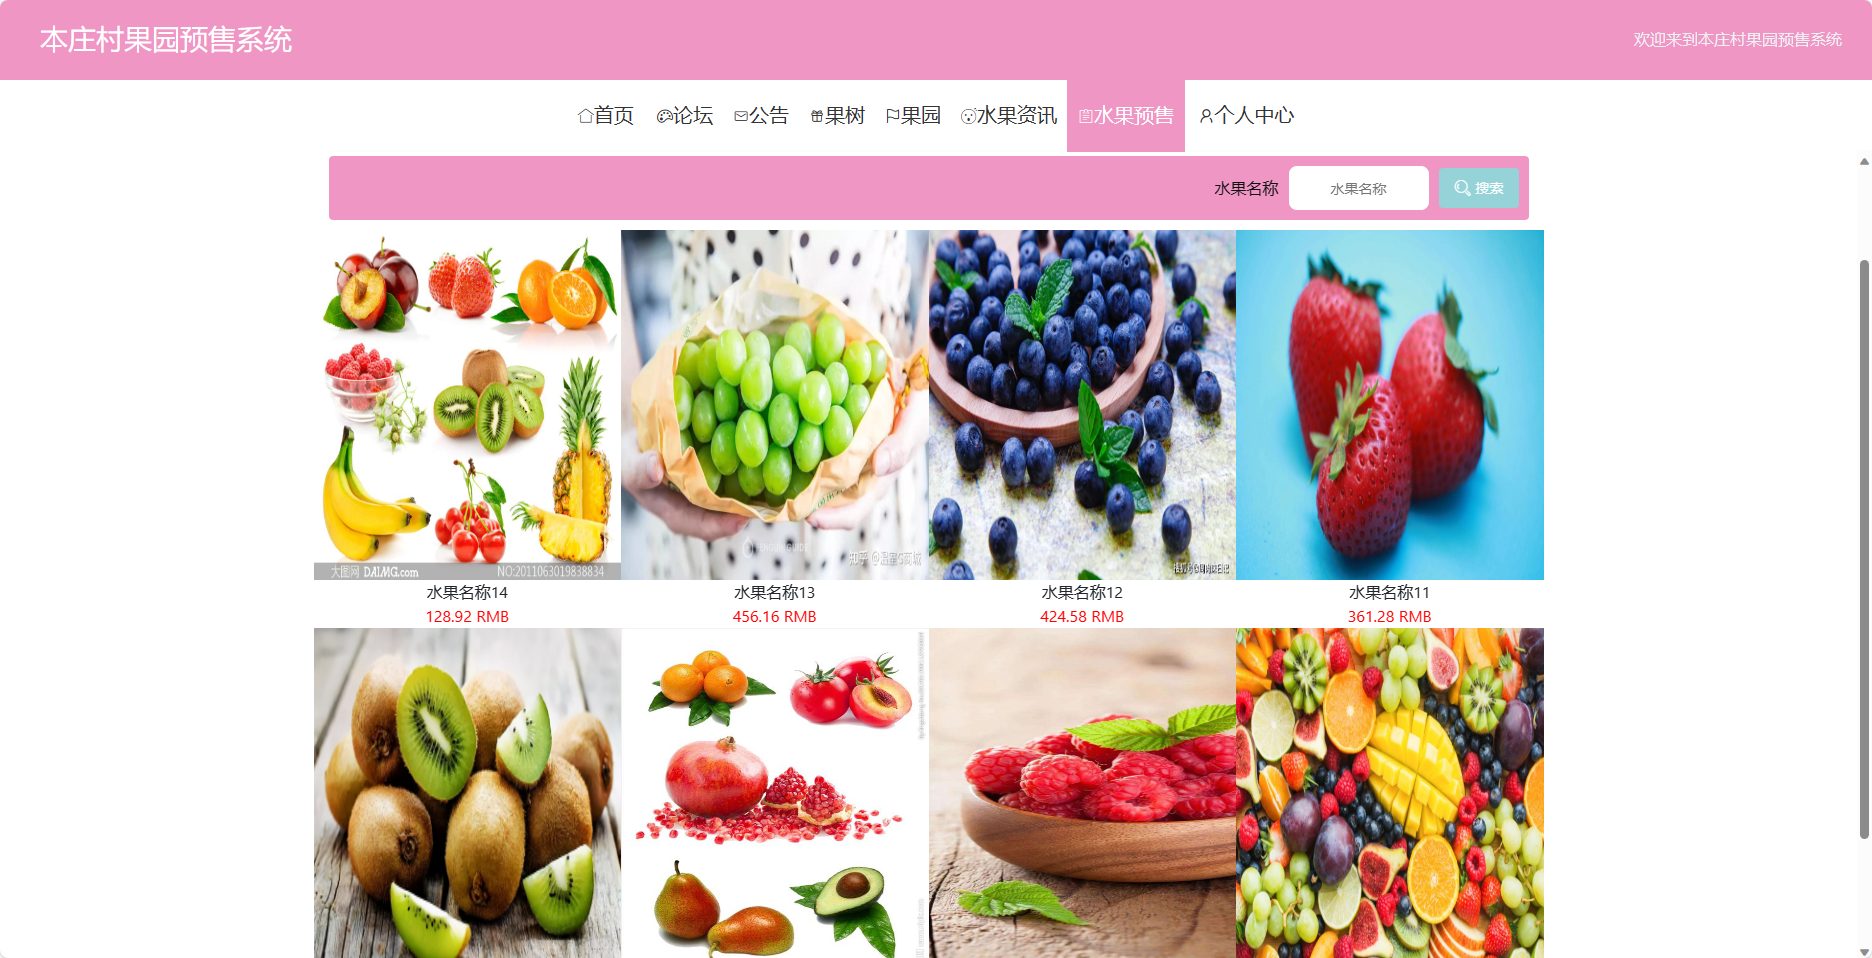 本庄村果园预售系统
欢迎来到本庄村果园预售系统
首页 论坛 公告 果树 果园 水果资讯 水果预售 个人中心
水果名称 水果名称 搜索
大图网 DAIMG.com NO:20110630198388​34
知乎 @温室G商城
水果名称14 水果名称13 水果名称12 水果名称11
128.92 RMB 456.16 RMB 424.58 RMB 361.28 RMB